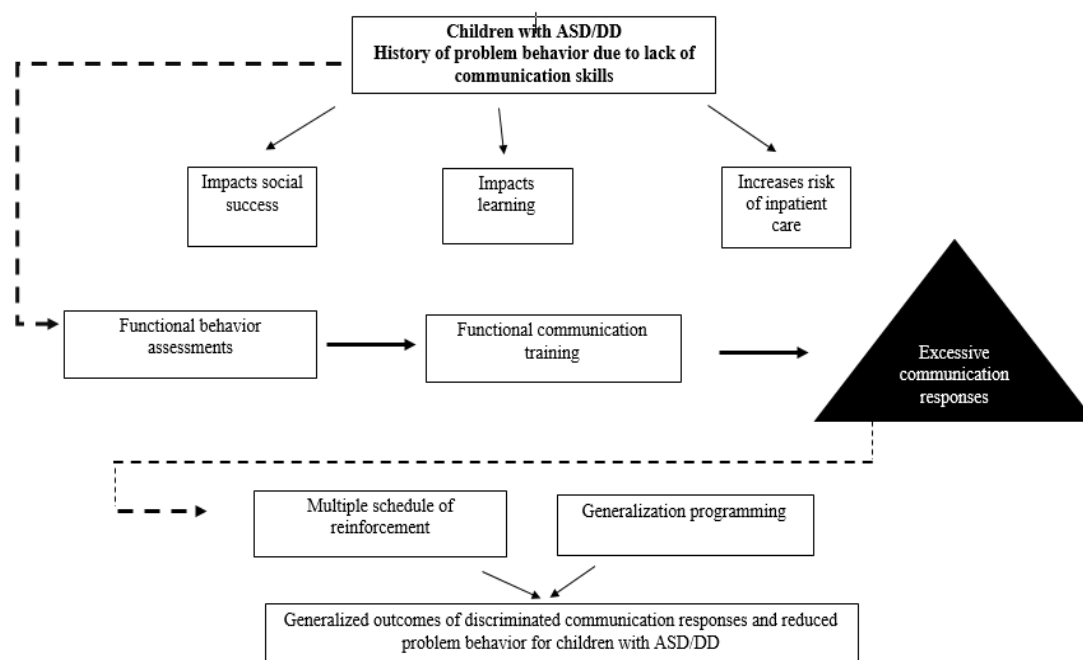 Children with ASD/DD
History of problem behavior due to lack of
communication skills
Impacts social
success
Impacts
learning
Increases risk
of inpatient
care
Functional behavior
assessments
Functional communication
training
Excessive
communication
responses
Multiple schedule of
reinforcement
Generalization programming
Generalized outcomes of discriminated communication responses and reduced
problem behavior for children with ASD/DD